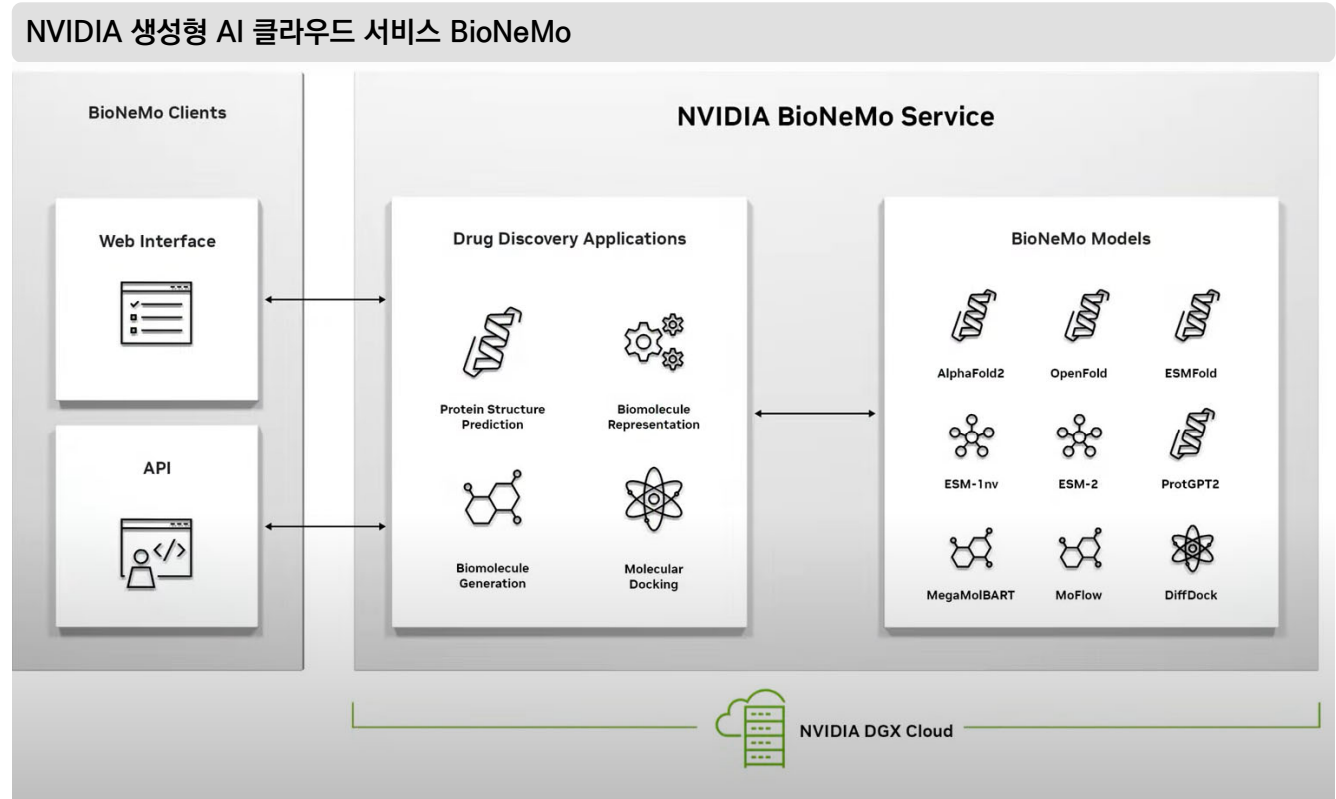 NVIDIA 생성형 AI 클라우드 서비스 BioNeMo
BioNeMo Clients
Web Interface
API
NVIDIA BioNeMo Service
Drug Discovery Applications
Protein Structure
Prediction
Biomolecule
Representation
Biomolecule
Generation
Molecular
Docking
BioNeMo Models
AlphaFold2
OpenFold
ESMFold
ESM-1nv
ESM-2
ProtGPT2
MegaMolBART
MoFlow
DiffDock
NVIDIA DGX Cloud